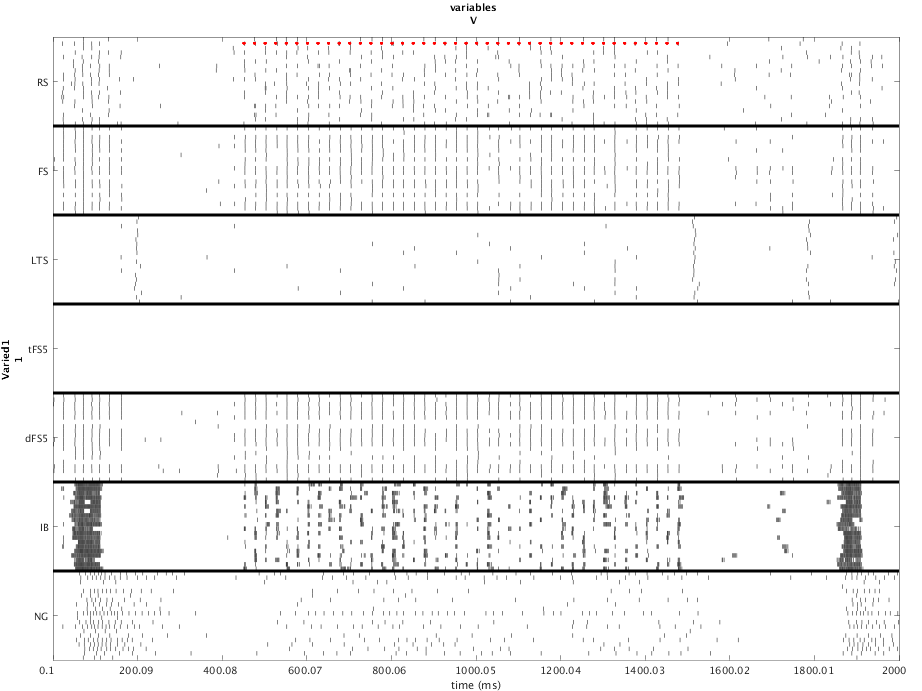 variables
V
RS
FS
LTS
tFS5
dFS5
IB
NG
Varied1
1
0.1 200.09 400.08 600.07 800.06 1000.05 1200.04 1400.03 1600.02 1800.01 2000
time (ms)